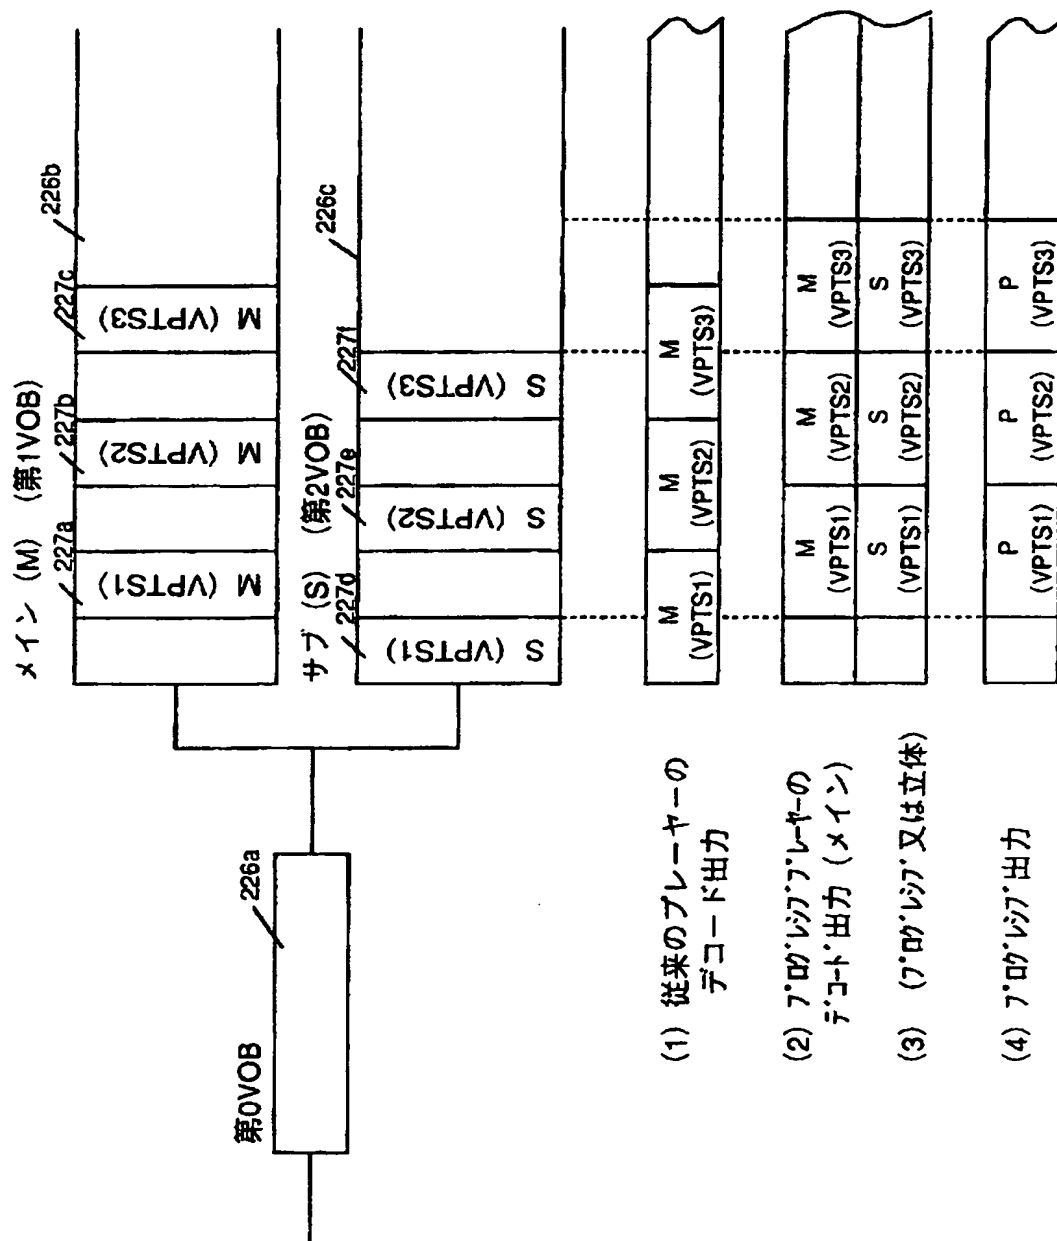 メイン (M) (第1VOB)
227a
227b
227c
226b
M (VPTS1)
M (VPTS2)
M (VPTS3)
サブ (S) (第2VOB)
227d
227e
227f
226c
S (VPTS1)
S (VPTS2)
S (VPTS3)
第0VOB
226a
(1) 従来のプレーヤーの
デコード出力
M
(VPTS1)
M
(VPTS2)
M
(VPTS3)
(2) プログレシブプレーヤーの
デコード出力 (メイン)
M
(VPTS1)
M
(VPTS2)
M
(VPTS3)
(3) (プログレシブ又は立体)
S
(VPTS1)
S
(VPTS2)
S
(VPTS3)
(4) プログレシブ出力
P
(VPTS1)
P
(VPTS2)
P
(VPTS3)